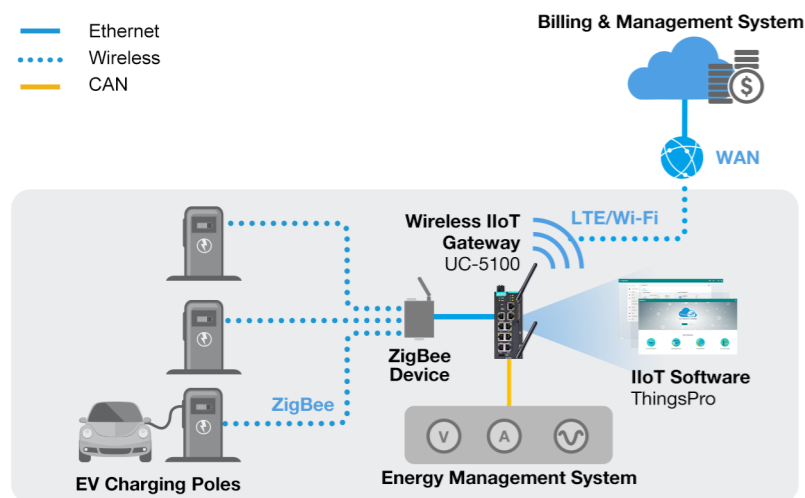 Billing & Management System
Ethernet
Wireless
CAN
$
WAN
LTE/Wi-Fi
Wireless IIoT
Gateway
UC-5100
ZigBee
Device
IIoT Software
ThingsPro
ZigBee
V A
EV Charging Poles
Energy Management System